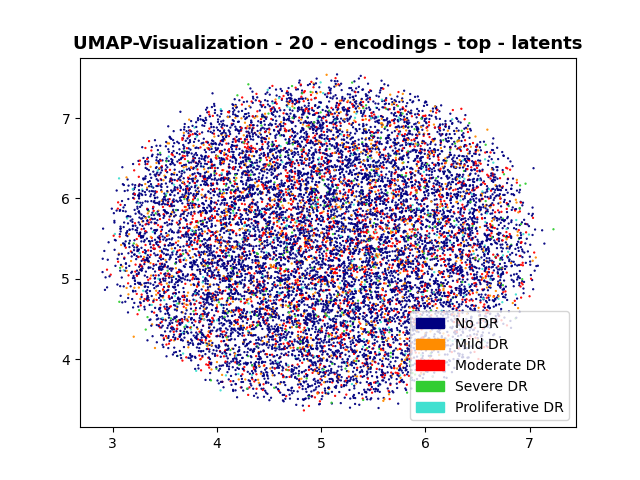 UMAP-Visualization - 20 - encodings - top - latents
7
6
5
4
3 4 5 6 7
No DR
Mild DR
Moderate DR
Severe DR
Proliferative DR